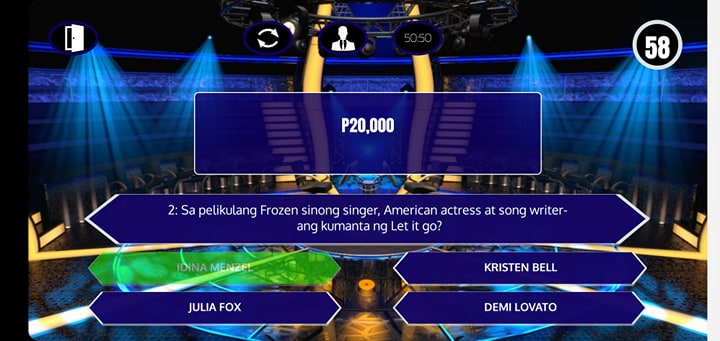 50:50
58
₱20,000
2: Sa pelikulang Frozen sinong singer, American actress at song writer-
ang kumanta ng Let it go?
IDINA MENZEL
KRISTEN BELL
JULIA FOX
DEMI LOVATO